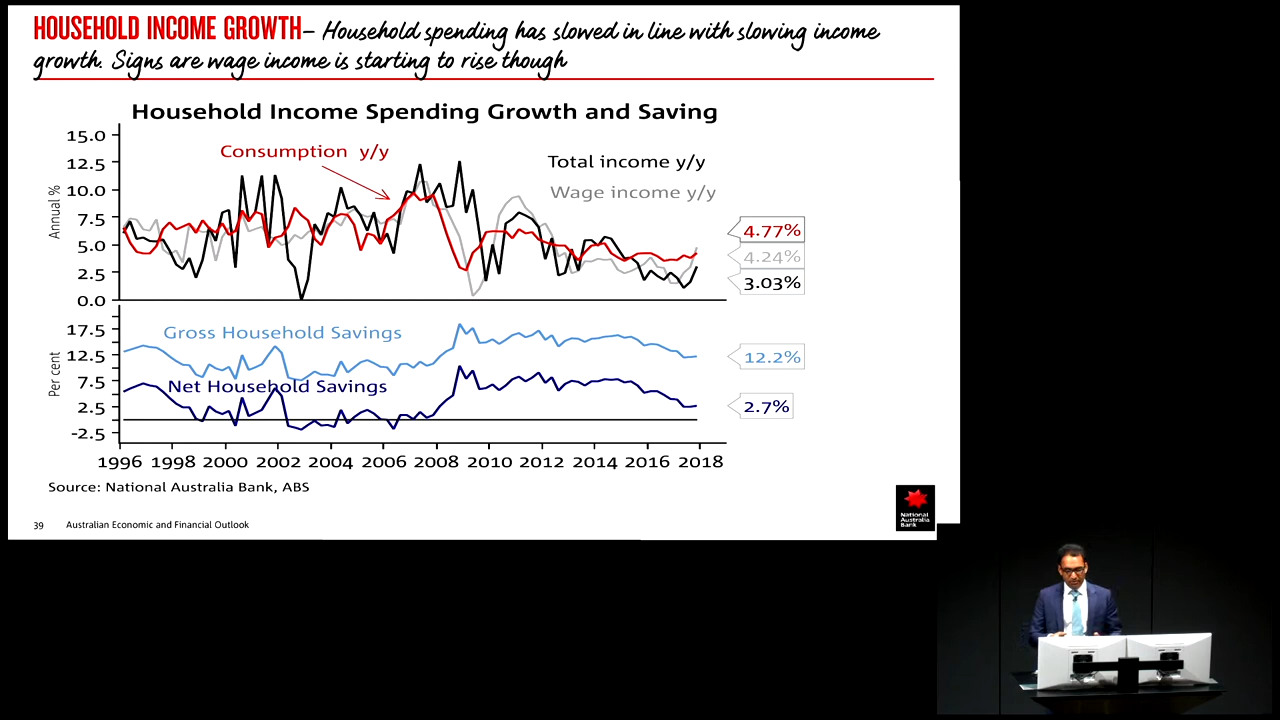 HOUSEHOLD INCOME GROWTH– Household spending has slowed in line with slowing income
growth. Signs are wage income is starting to rise though
Household Income Spending Growth and Saving
15.0
12.5
10.0
7.5
5.0
2.5
0.0
Annual %
Consumption y/y
Total income y/y
Wage income y/y
4.77%
4.24%
3.03%
17.5
12.5
7.5
2.5
-2.5
Per cent
Gross Household Savings
Net Household Savings
12.2%
2.7%
1996 1998 2000 2002 2004 2006 2008 2010 2012 2014 2016 2018
Source: National Australia Bank, ABS
39 Australian Economic and Financial Outlook
National
Australia
Bank